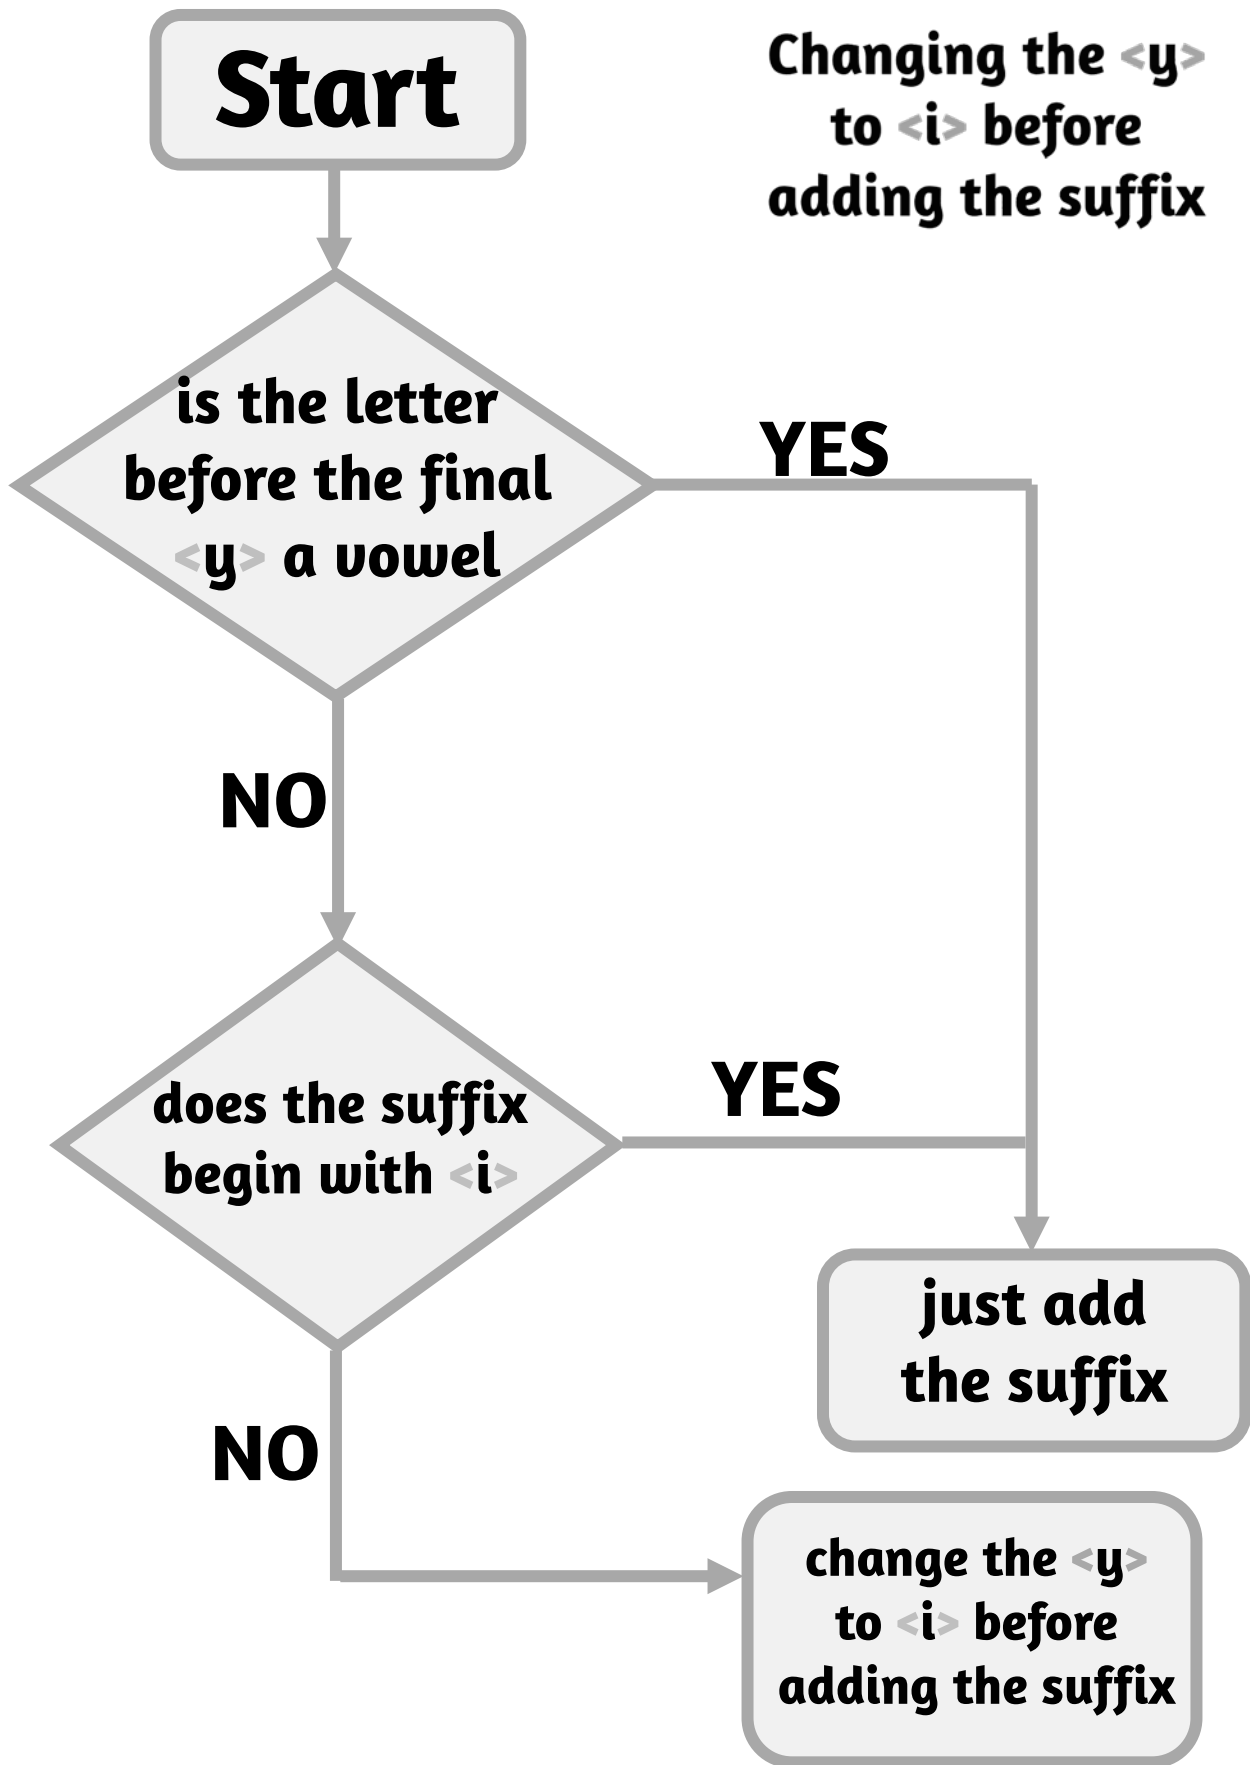 Start
Changing the <y>
to <i> before
adding the suffix
is the letter
before the final
<y> a vowel
YES
NO
does the suffix
begin with <i>
YES
just add
the suffix
NO
change the <y>
to <i> before
adding the suffix